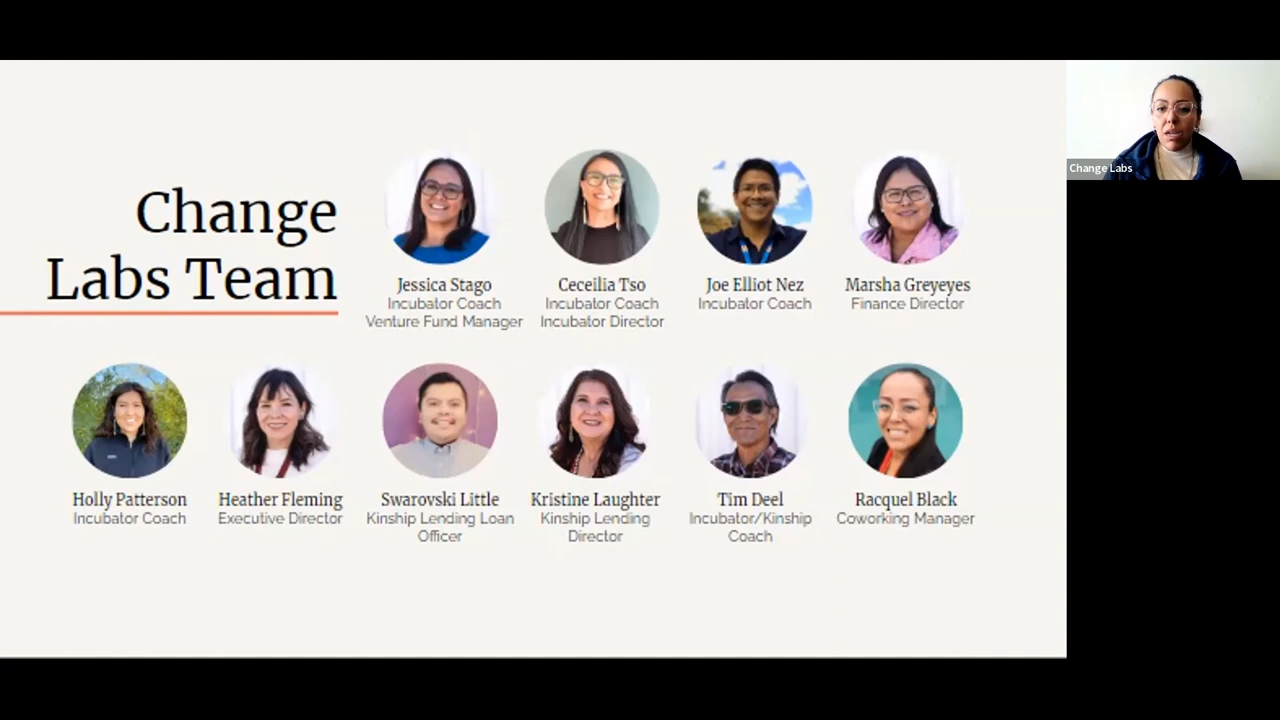 Change
Labs Team
Jessica Stago
Incubator Coach
Venture Fund Manager
Ceceilia Tso
Incubator Coach
Incubator Director
Joe Elliot Nez
Incubator Coach
Marsha Greyeyes
Finance Director
Holly Patterson
Incubator Coach
Heather Fleming
Executive Director
Swarovski Little
Kinship Lending Loan
Officer
Kristine Laughter
Kinship Lending
Director
Tim Deel
Incubator/Kinship
Coach
Racquel Black
Coworking Manager
Change Labs